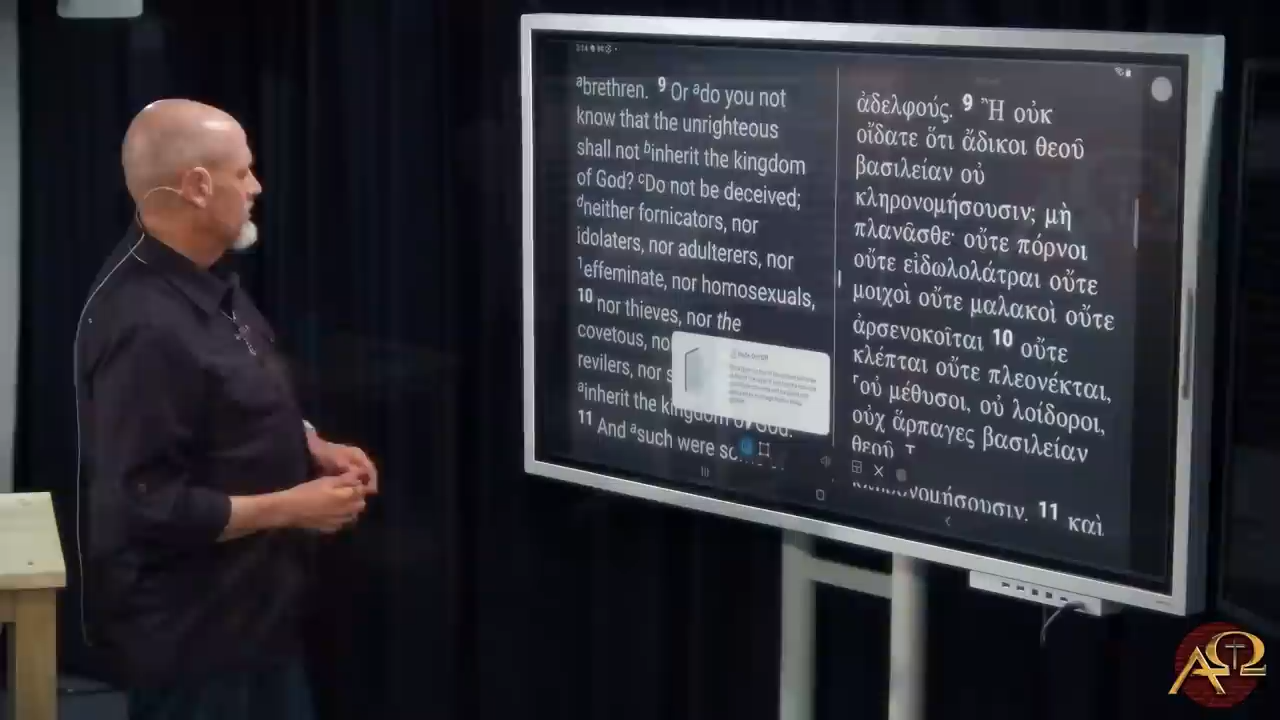 ᵃbrethren. 9 Or ᵃdo you not
know that the unrighteous
shall not ᵇinherit the kingdom
of God? ᶜDo not be deceived;
ᵈneither fornicators, nor
idolaters, nor adulterers, nor
¹effeminate, nor homosexuals,
10 nor thieves, nor the
covetous,
revilers, nor
ᵃinherit the kingdom of God.
11 And ᵃsuch were
ἀδελφούς. 9 Ἢ οὐκ
οἴδατε ὅτι ἄδικοι θεοῦ
βασιλείαν οὐ
κληρονομήσουσιν; μὴ
πλανᾶσθε· οὔτε πόρνοι
οὔτε εἰδωλολάτραι οὔτε
μοιχοὶ οὔτε μαλακοὶ οὔτε
ἀρσενοκοῖται 10 οὔτε
κλέπται οὔτε πλεονέκται,
⸀οὐ μέθυσοι, οὐ λοίδοροι,
οὐχ ἅρπαγες βασιλείαν
θεοῦ ⸆
11 καὶ
ΑΩ